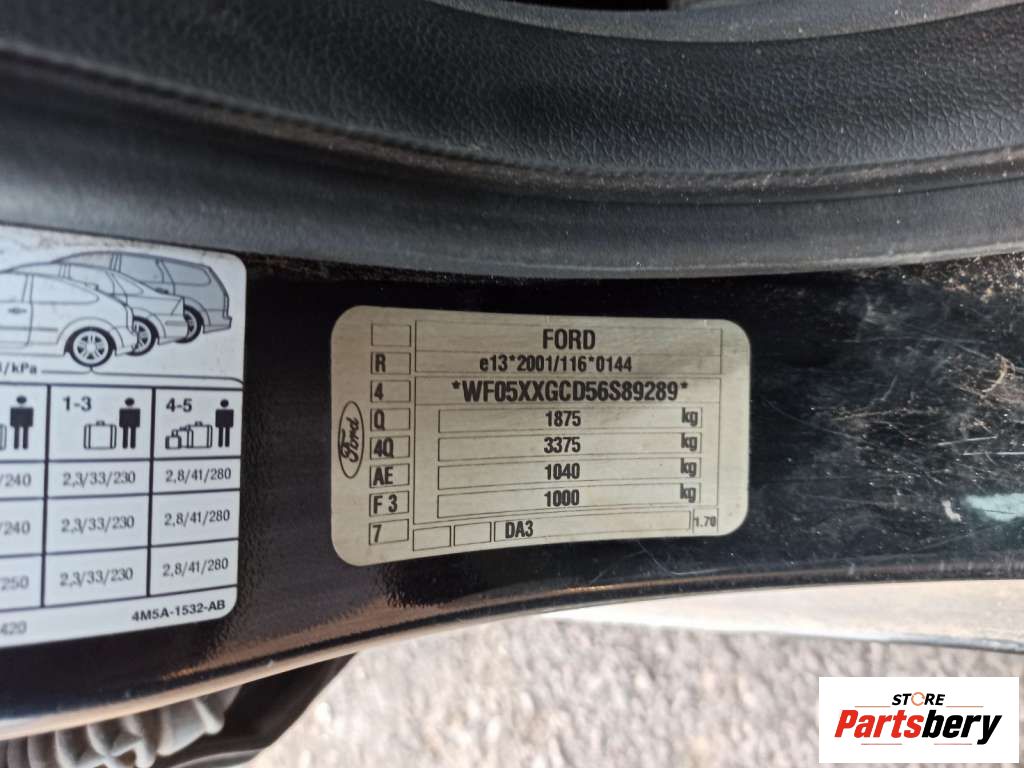 /kPa
1-3
4-5
/240
2,3/33/230
2,8/41/280
/240
2,3/33/230
2,8/41/280
/250
2,3/33/230
2,8/41/280
420
4M5A-1532-AB
Ford
FORD
R
e13*2001/116*0144
4
*WF05XXGCD56S89289*
Q
1875
kg
4Q
3375
kg
AE
1040
kg
F 3
1000
kg
7
DA3
1.70
STORE
Partsbery